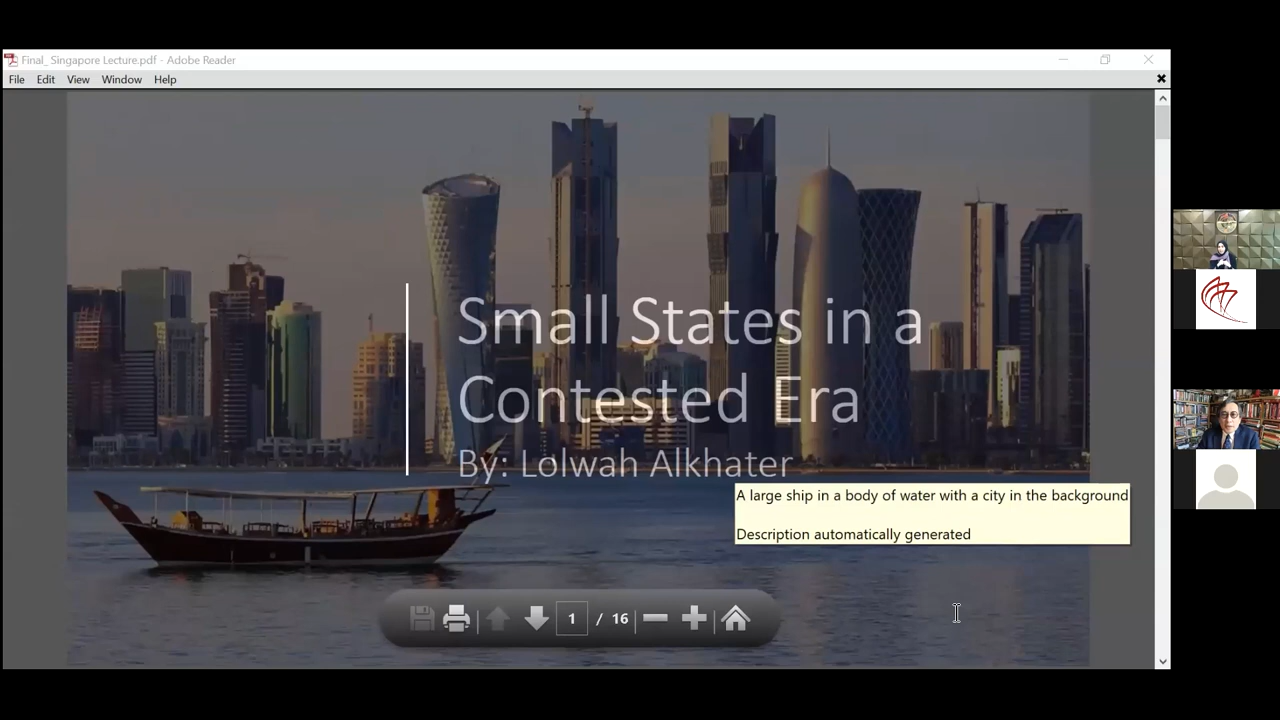 Final_ Singapore Lecture.pdf - Adobe Reader
File Edit View Window Help
Small States in a
Contested Era
By: Lolwah Alkhater
A large ship in a body of water with a city in the background
Description automatically generated
1 / 16